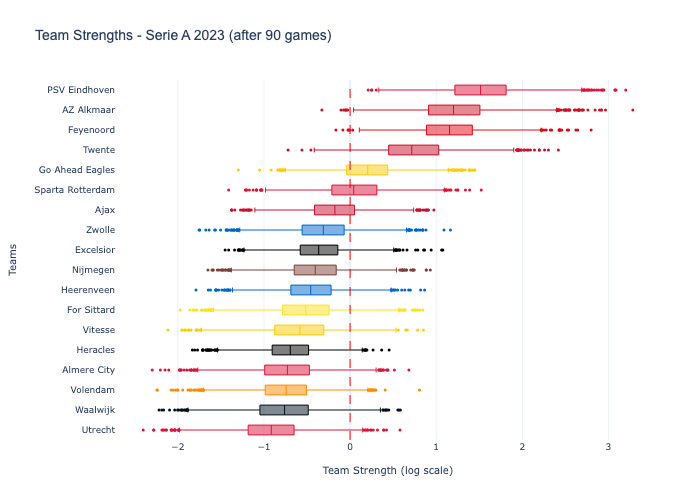 Team Strengths - Serie A 2023 (after 90 games)
PSV Eindhoven
AZ Alkmaar
Feyenoord
Twente
Go Ahead Eagles
Sparta Rotterdam
Ajax
Zwolle
Excelsior
Nijmegen
Heerenveen
For Sittard
Vitesse
Heracles
Almere City
Volendam
Waalwijk
Utrecht
Teams
−2 −1 0 1 2 3
Team Strength (log scale)